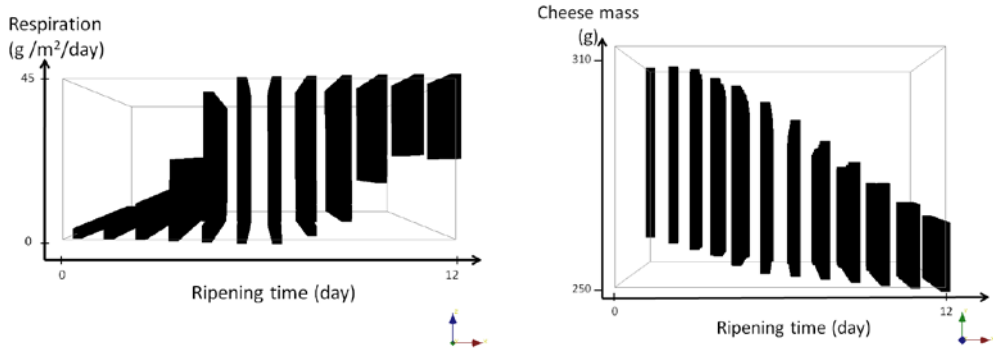 Respiration
(g /m²/day)
45
0
0
12
Ripening time (day)
Cheese mass
(g)
310
250
0
12
Ripening time (day)